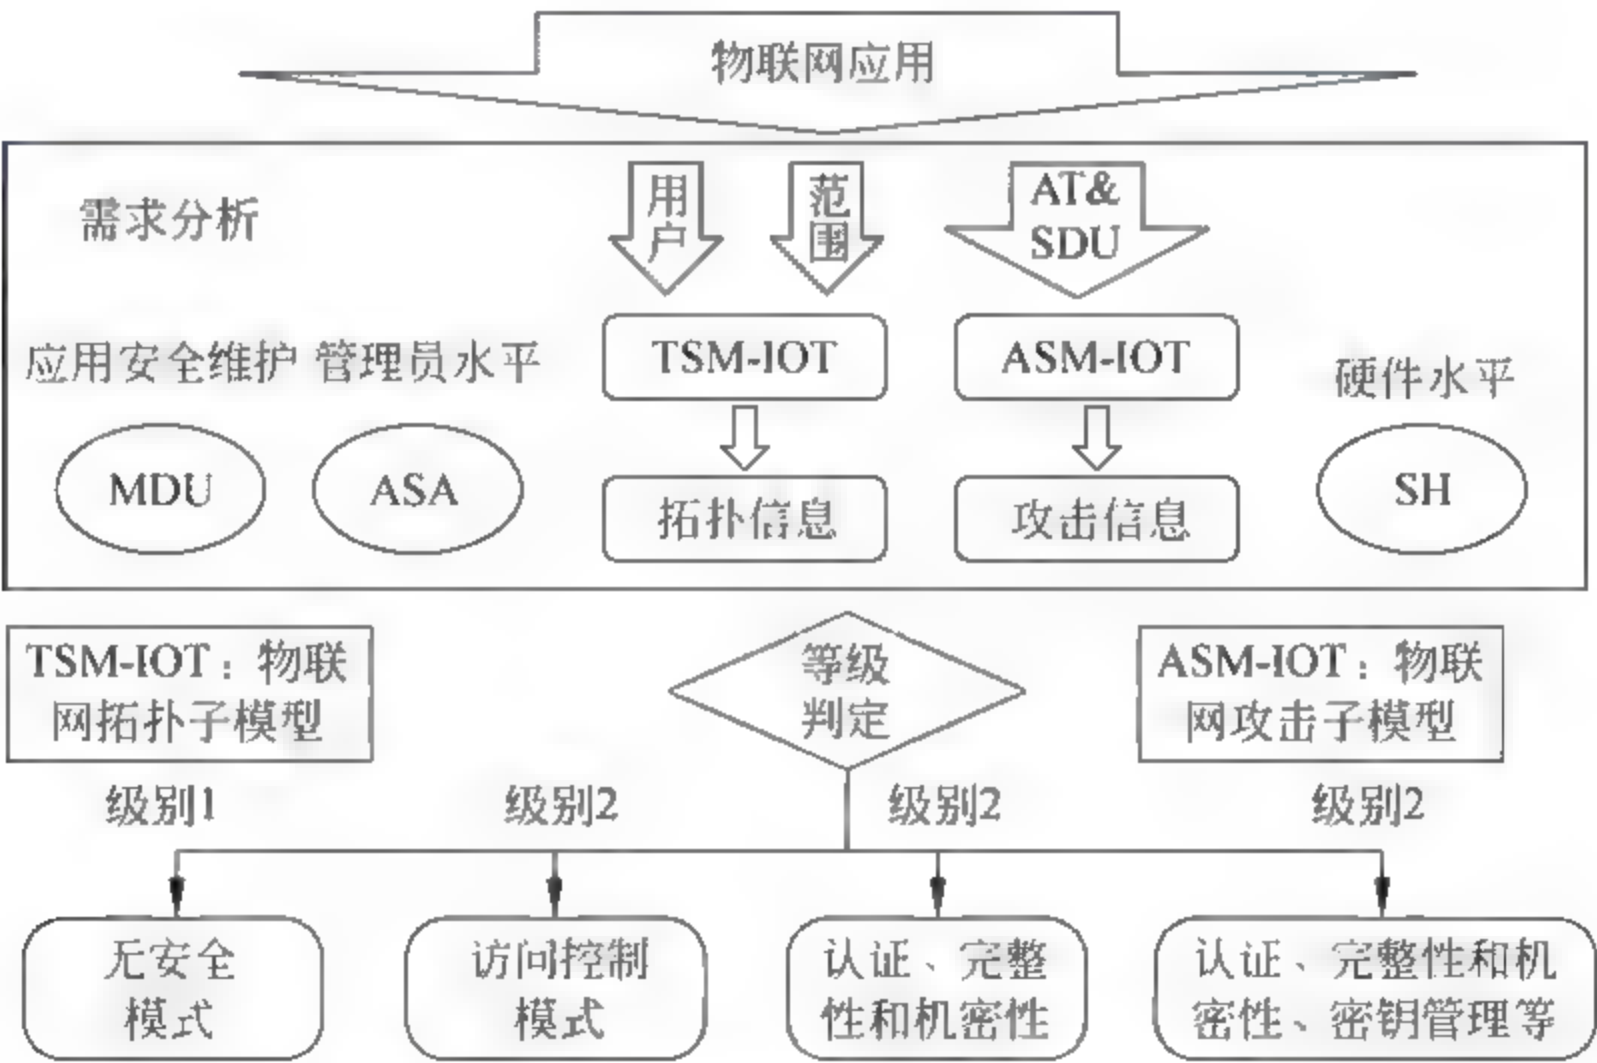 物联网应用
需求分析
用户
范围
AT&
SDU
应用安全维护 管理员水平
TSM-IOT
ASM-IOT
硬件水平
MDU
ASA
拓扑信息
攻击信息
SH
TSM-IOT：物联
网拓扑子模型
等级
判定
ASM-IOT：物联
网攻击子模型
级别1
级别2
级别2
级别2
无安全
模式
访问控制
模式
认证、完整
性和机密性
认证、完整性和机
密性、密钥管理等